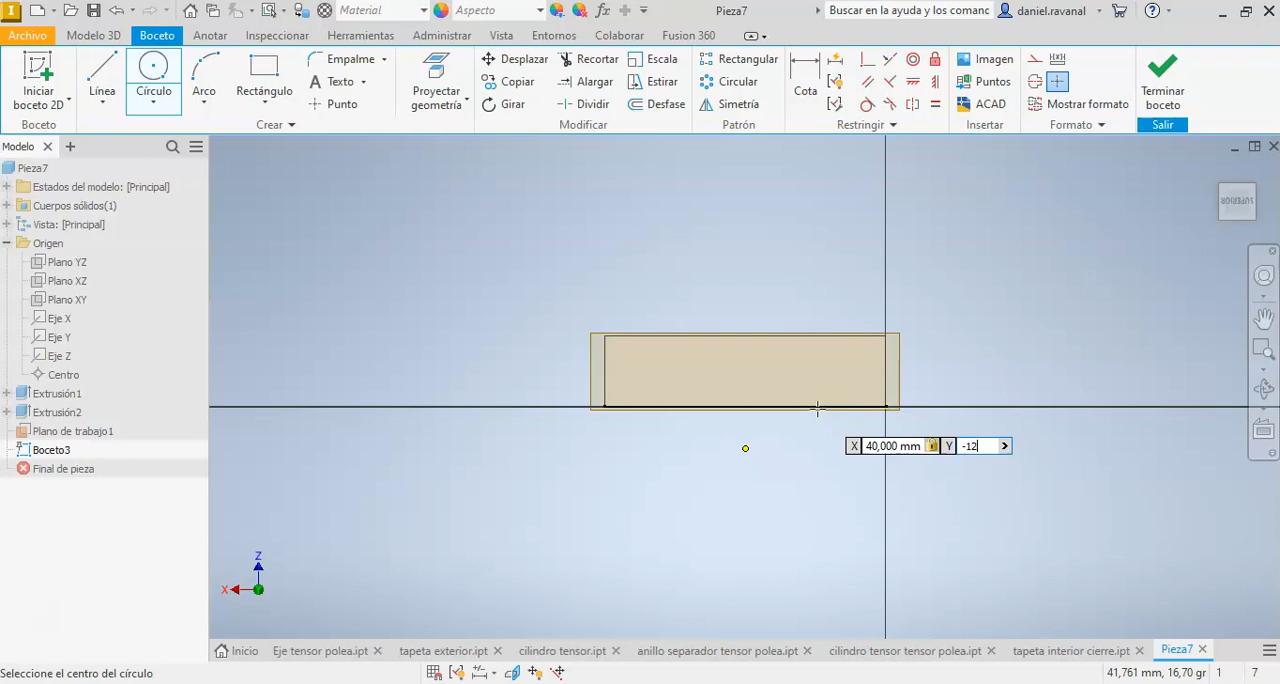 Material Aspecto fx Pieza7 Buscar en la ayuda y los comanc daniel.ravanal
Archivo Modelo 3D Boceto Anotar Inspeccionar Herramientas Administrar Vista Entornos Colaborar Fusion 360
Iniciar boceto 2D Línea Círculo Arco Rectángulo Empalme Texto Punto Proyectar geometría Desplazar Copiar Girar Recortar Alargar Dividir Escala Estirar Desfase Rectangular Circular Simetría Cota Imagen Puntos ACAD Mostrar formato Terminar boceto
Boceto Crear Modificar Patrón Restringir Insertar Formato Salir
Modelo
Pieza7
Estados del modelo: [Principal]
Cuerpos sólidos(1)
Vista: [Principal]
Origen
Plano YZ
Plano XZ
Plano XY
Eje X
Eje Y
Eje Z
Centro
Extrusión1
Extrusión2
Plano de trabajo1
Boceto3
Final de pieza
SUPERIOR
X 40,000 mm Y -12
Z
X
Inicio Eje tensor polea.ipt tapeta exterior.ipt cilindro tensor.ipt anillo separador tensor polea.ipt cilindro tensor tensor polea.ipt tapeta interior cierre.ipt Pieza7
Seleccione el centro del círculo 41,761 mm, 16,70 gr 1 7